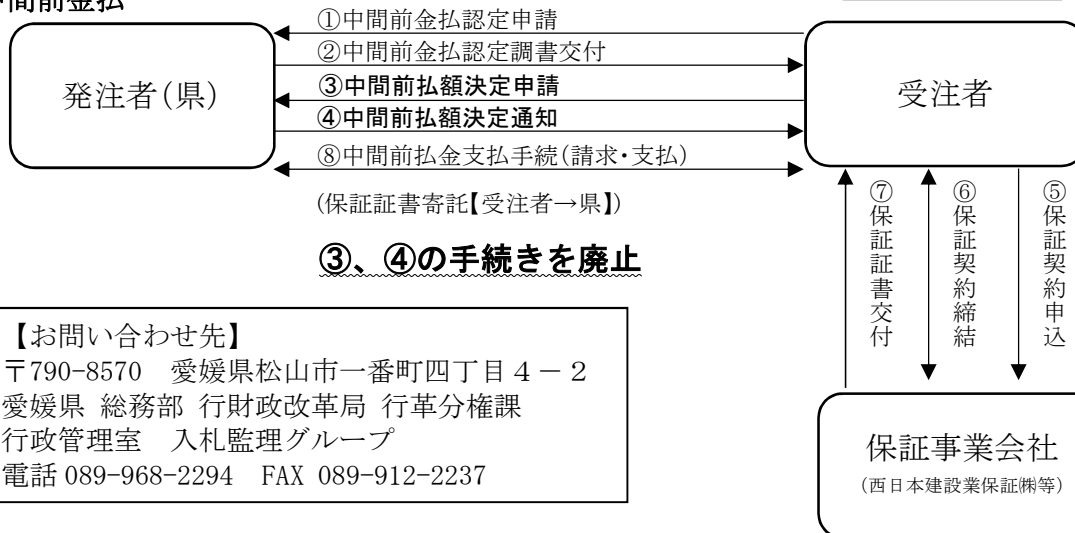 中間前金払
①中間前金払認定申請
②中間前金払認定調書交付
③中間前払額決定申請
④中間前払額決定通知
⑧中間前払金支払手続(請求・支払)
(保証証書寄託【受注者→県】)
発注者(県)
受注者
③、④の手続きを廃止
⑦保証証書交付
⑥保証契約締結
⑤保証契約申込
【お問い合わせ先】
〒790-8570　愛媛県松山市一番町四丁目4-2
愛媛県 総務部 行財政改革局 行革分権課
行政管理室　入札監理グループ
電話 089-968-2294　FAX 089-912-2237
保証事業会社
(西日本建設業保証㈱等)